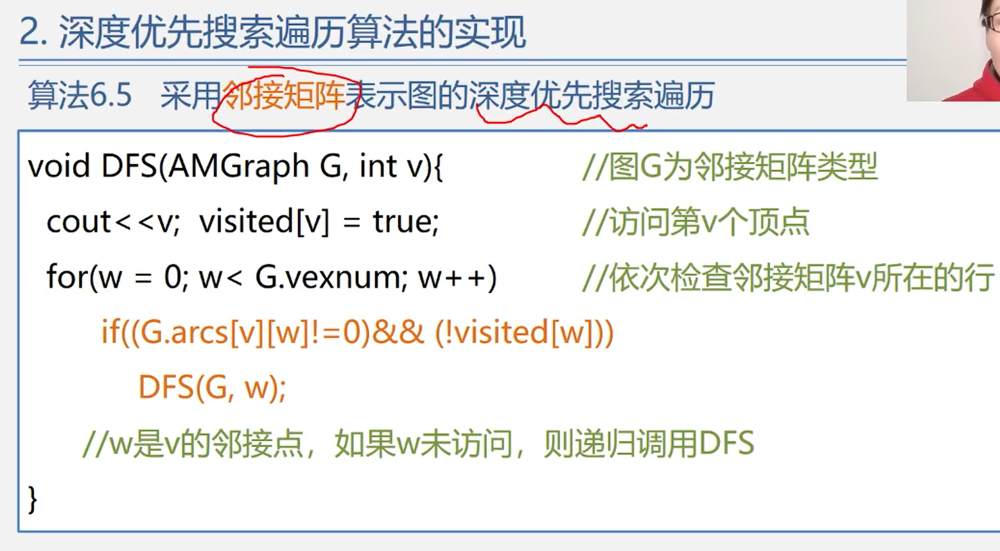 2. 深度优先搜索遍历算法的实现
算法6.5 采用邻接矩阵表示图的深度优先搜索遍历
void DFS(AMGraph G, int v){ //图G为邻接矩阵类型
cout<<v; visited[v] = true; //访问第v个顶点
for(w = 0; w< G.vexnum; w++) //依次检查邻接矩阵v所在的行
if((G.arcs[v][w]!=0)&& (!visited[w]))
DFS(G, w);
//w是v的邻接点，如果w未访问，则递归调用DFS
}